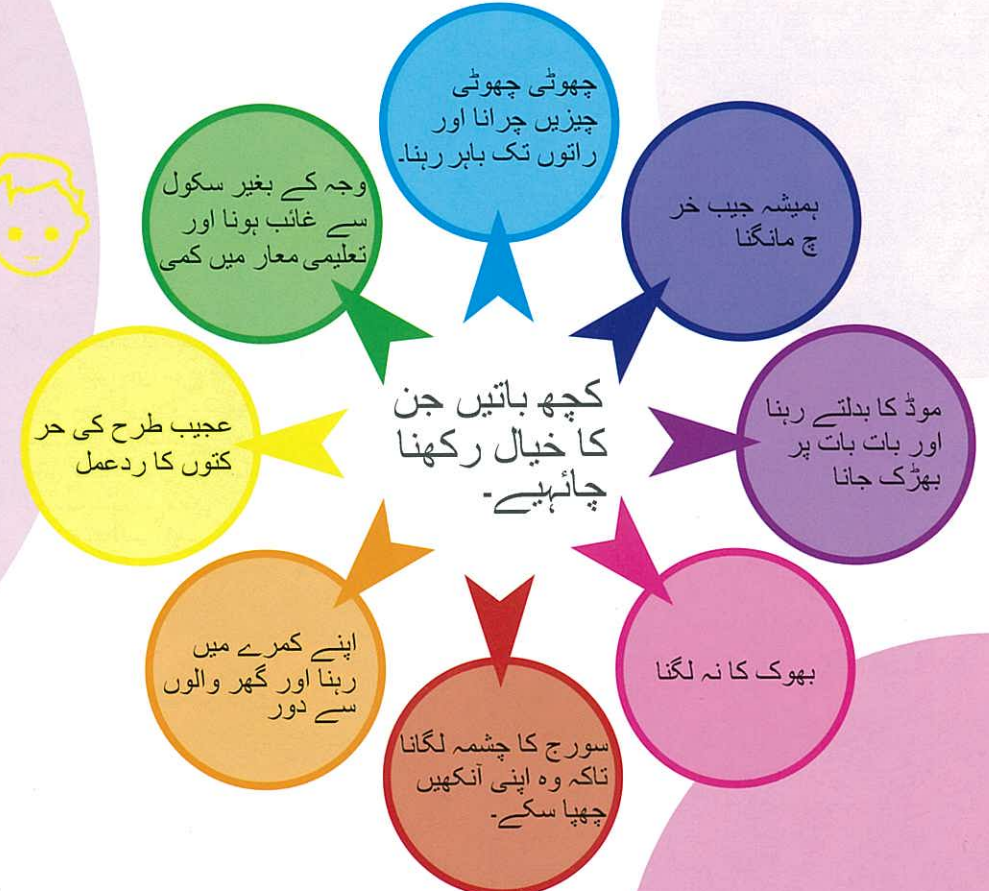 کچھ باتیں جن
کا خیال رکھنا
چائہیے۔
چھوٹی چھوٹی
چیزیں چرانا اور
راتوں تک باہر رہنا۔
ہمیشہ جیب خر
چ مانگنا
موڈ کا بدلتے رہنا
اور بات بات پر
بھڑک جانا
بھوک کا نہ لگنا
سورج کا چشمہ لگانا
تاکہ وہ اپنی آنکھیں
چھپا سکے۔
اپنے کمرے میں
رہنا اور گھر والوں
سے دور
عجیب طرح کی حر
کتوں کا ردعمل
وجہ کے بغیر سکول
سے غائب ہونا اور
تعلیمی معار میں کمی